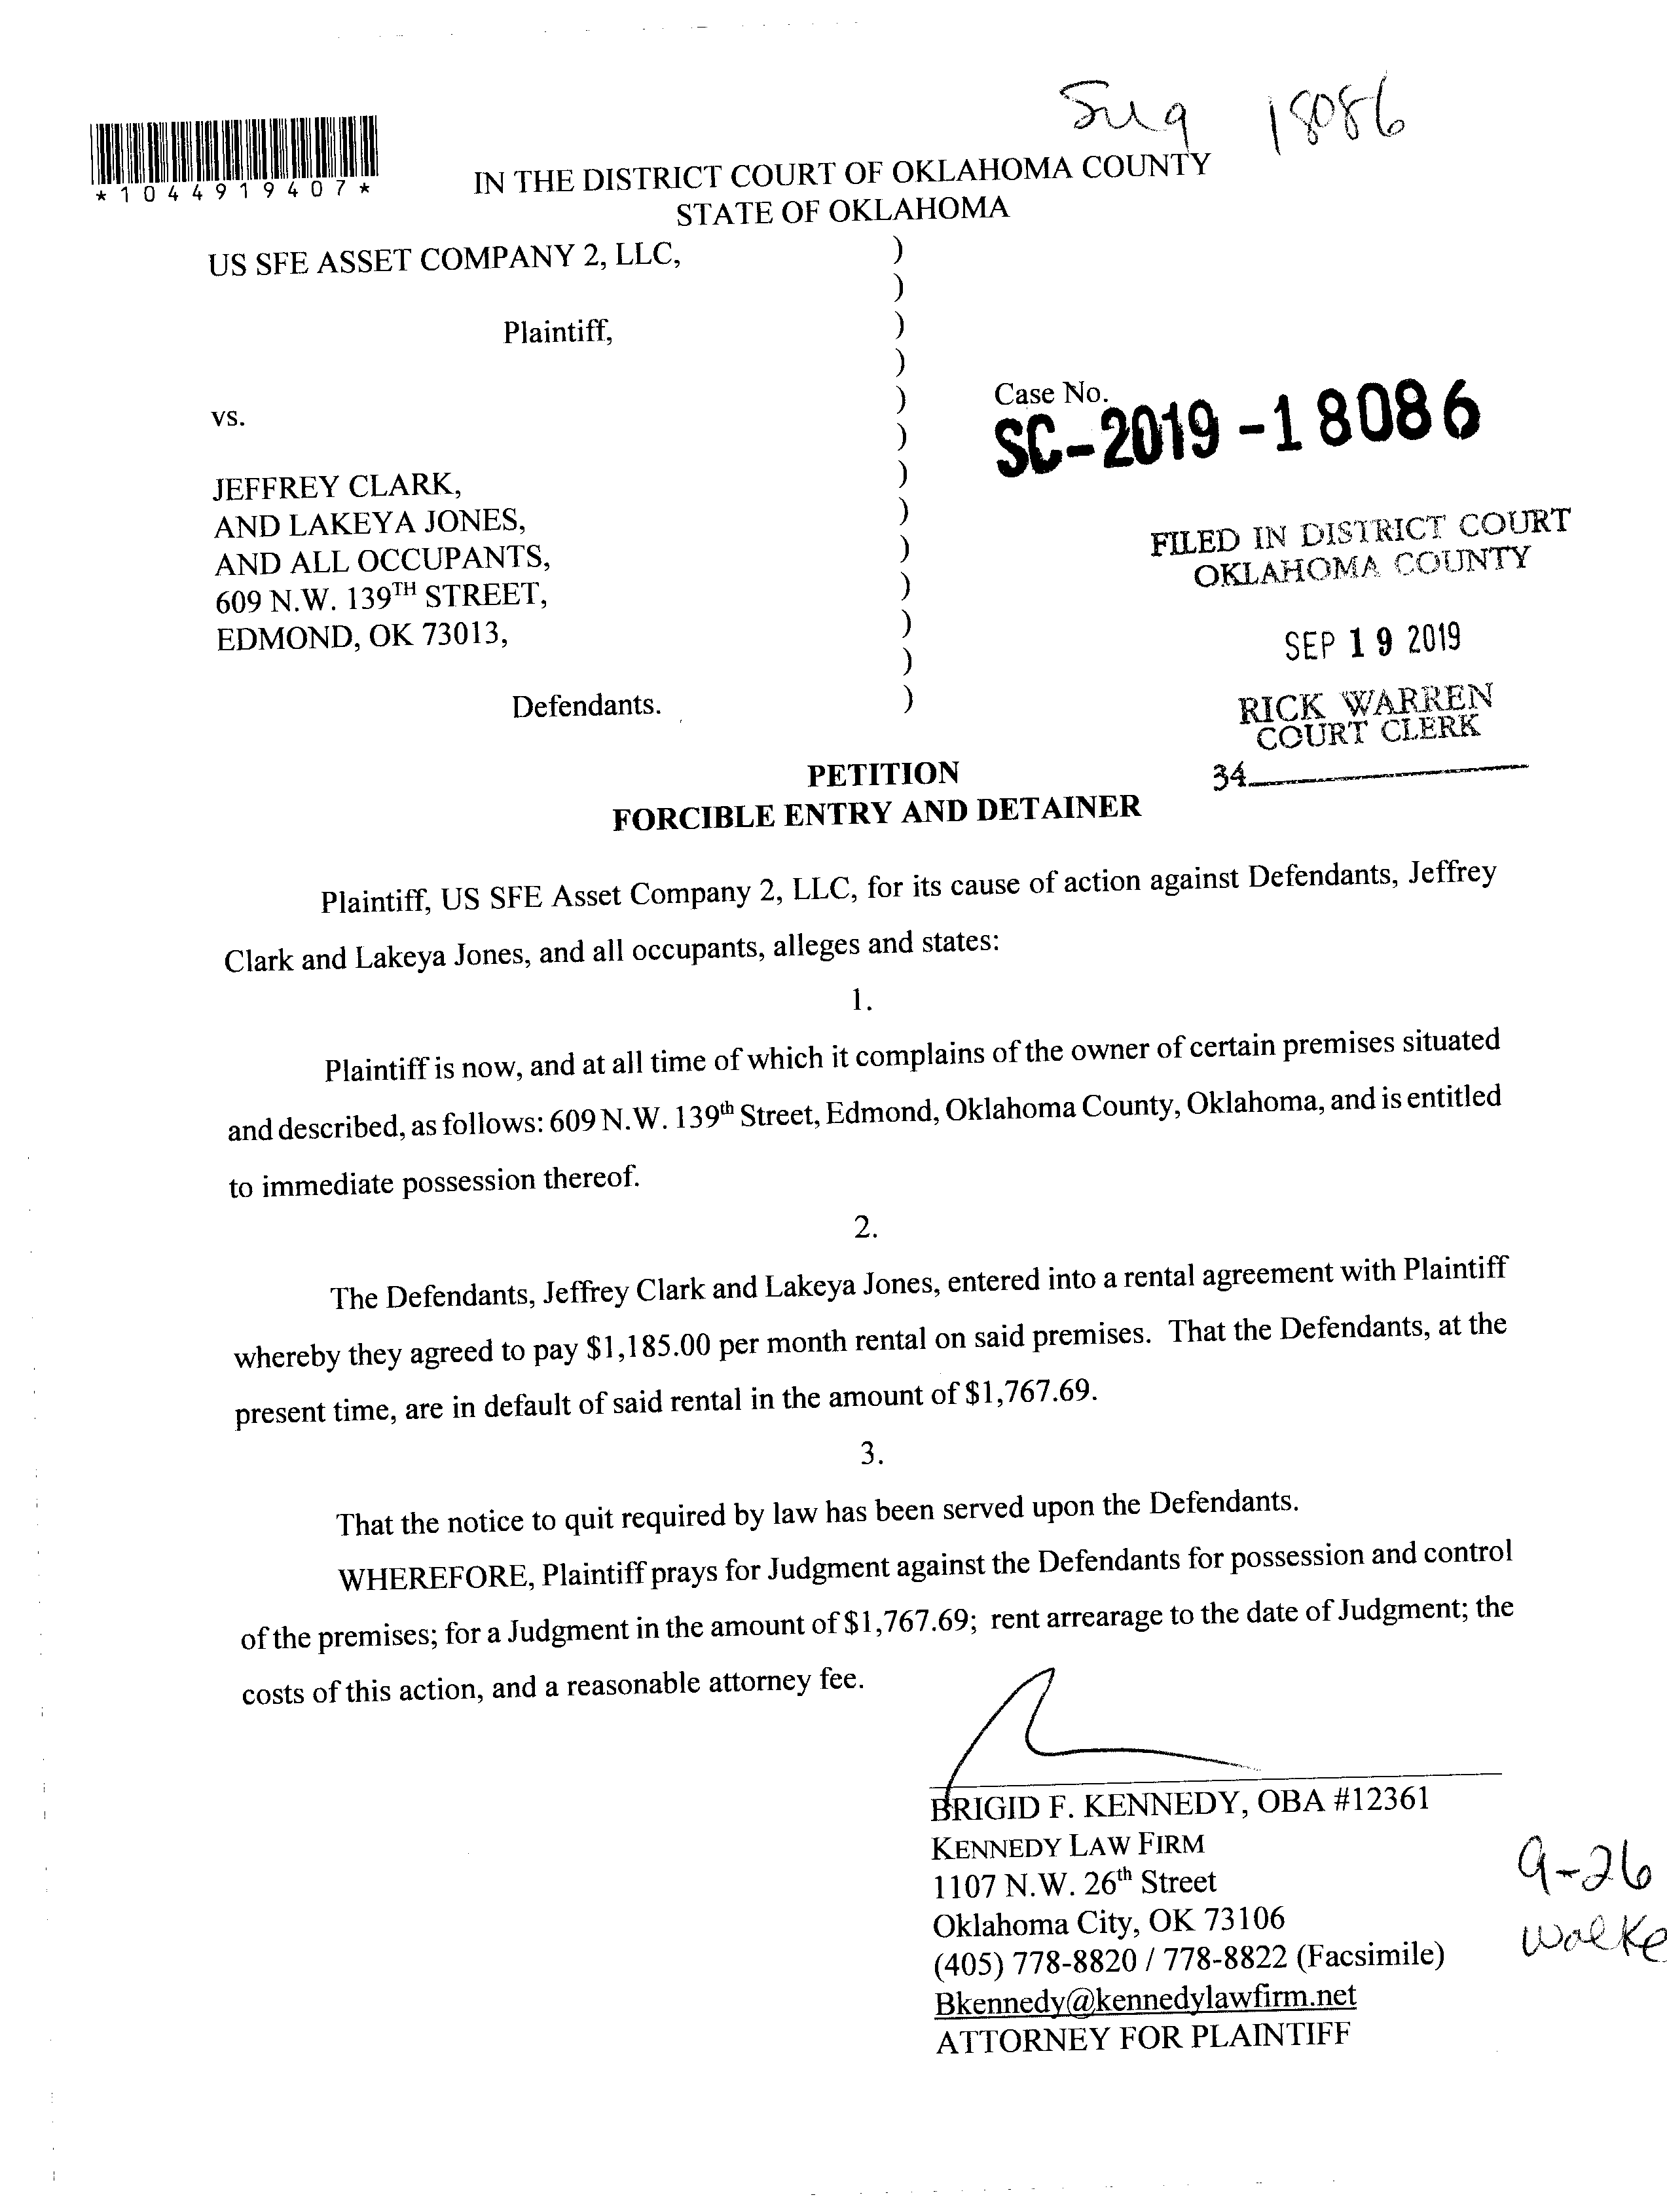 18086
*1044919407*
IN THE DISTRICT COURT OF OKLAHOMA COUNTY
STATE OF OKLAHOMA
US SFE ASSET COMPANY 2, LLC, )
)
Plaintiff, )
)
vs. ) Case No.
) SC-2019-18086
JEFFREY CLARK, )
AND LAKEYA JONES, )
AND ALL OCCUPANTS, )
609 N.W. 139TH STREET, )
EDMOND, OK 73013, )
)
Defendants. )
FILED IN DISTRICT COURT
OKLAHOMA COUNTY
SEP 19 2019
RICK WARREN
COURT CLERK
34
PETITION
FORCIBLE ENTRY AND DETAINER
Plaintiff, US SFE Asset Company 2, LLC, for its cause of action against Defendants, Jeffrey
Clark and Lakeya Jones, and all occupants, alleges and states:
1.
Plaintiff is now, and at all time of which it complains of the owner of certain premises situated
and described, as follows: 609 N.W. 139th Street, Edmond, Oklahoma County, Oklahoma, and is entitled
to immediate possession thereof.
2.
The Defendants, Jeffrey Clark and Lakeya Jones, entered into a rental agreement with Plaintiff
whereby they agreed to pay $1,185.00 per month rental on said premises. That the Defendants, at the
present time, are in default of said rental in the amount of $1,767.69.
3.
That the notice to quit required by law has been served upon the Defendants.
WHEREFORE, Plaintiff prays for Judgment against the Defendants for possession and control
of the premises; for a Judgment in the amount of $1,767.69; rent arrearage to the date of Judgment; the
costs of this action, and a reasonable attorney fee.
BRIGID F. KENNEDY, OBA #12361
KENNEDY LAW FIRM
1107 N.W. 26th Street
Oklahoma City, OK 73106
(405) 778-8820 / 778-8822 (Facsimile)
Bkennedy@kennedylawfirm.net
ATTORNEY FOR PLAINTIFF
9-26
Walke